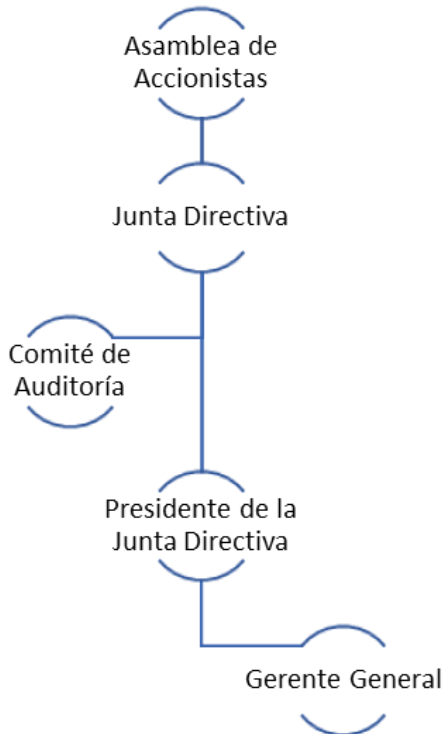 Asamblea de
Accionistas
Junta Directiva
Comité de
Auditoría
Presidente de la
Junta Directiva
Gerente General